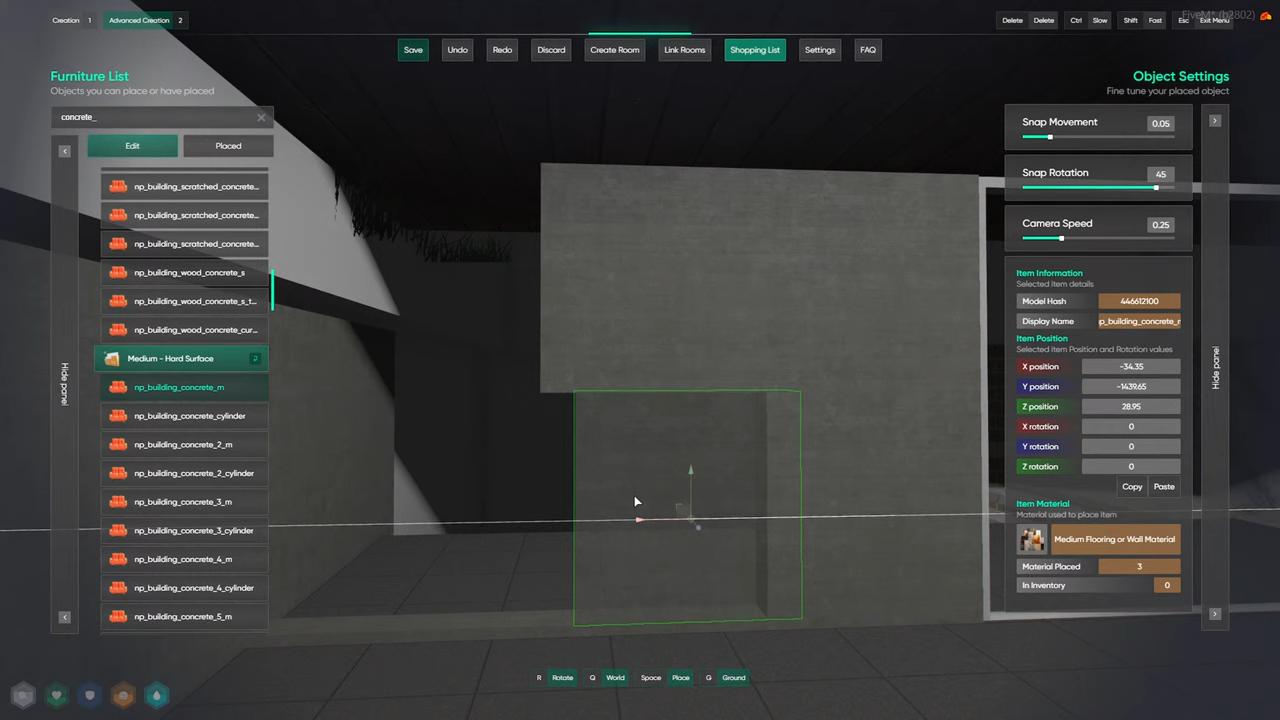 Creation 1 Advanced Creation 2
FiveM* (b2802)
Delete Delete Ctrl Slow Shift Fast Esc Exit Menu
Save Undo Redo Discard Create Room Link Rooms Shopping List Settings FAQ
Furniture List
Objects you can place or have placed
concrete_
Edit Placed
np_building_scratched_concrete...
np_building_scratched_concrete...
np_building_scratched_concrete...
np_building_wood_concrete_s
np_building_wood_concrete_s_t...
np_building_wood_concrete_cur...
Medium - Hard Surface 2
np_building_concrete_m
np_building_concrete_cylinder
np_building_concrete_2_m
np_building_concrete_2_cylinder
np_building_concrete_3_m
np_building_concrete_3_cylinder
np_building_concrete_4_m
np_building_concrete_4_cylinder
np_building_concrete_5_m
Hide panel
Object Settings
Fine tune your placed object
Snap Movement 0.05
Snap Rotation 45
Camera Speed 0.25
Item Information
Selected item details
Model Hash 446612100
Display Name p_building_concrete_r
Item Position
Selected Item Position and Rotation values
X position -34.35
Y position -1439.65
Z position 28.95
X rotation 0
Y rotation 0
Z rotation 0
Copy Paste
Item Material
Material used to place item
Medium Flooring or Wall Material
Material Placed 3
In Inventory 0
Hide panel
R Rotate Q World Space Place G Ground